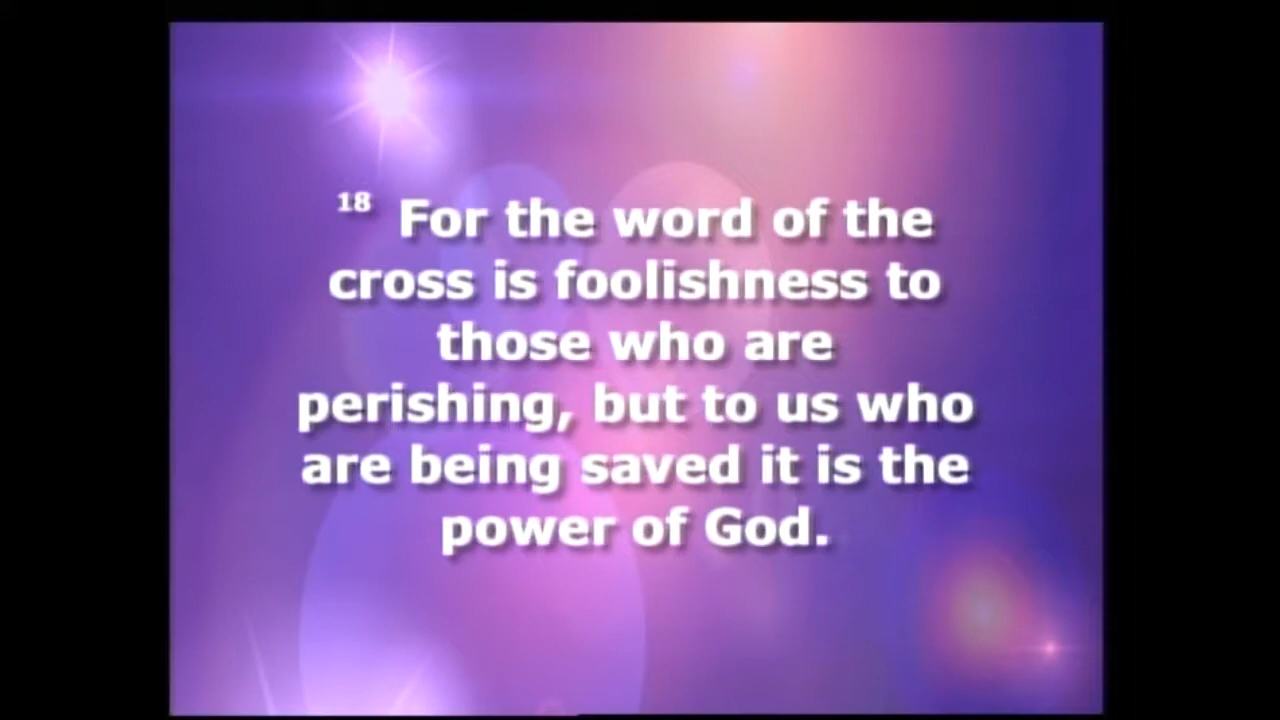 18 For the word of the
cross is foolishness to
those who are
perishing, but to us who
are being saved it is the
power of God.